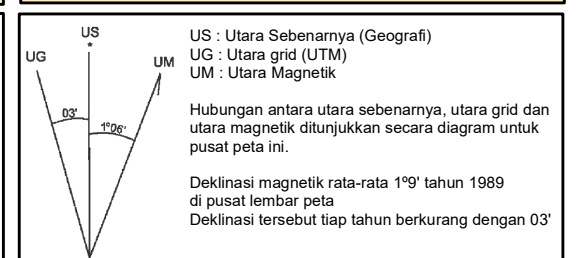 US
UG
UM
03'
1°06'
US : Utara Sebenarnya (Geografi)
UG : Utara grid (UTM)
UM : Utara Magnetik
Hubungan antara utara sebenarnya, utara grid dan
utara magnetik ditunjukkan secara diagram untuk
pusat peta ini.
Deklinasi magnetik rata-rata 1º9' tahun 1989
di pusat lembar peta
Deklinasi tersebut tiap tahun berkurang dengan 03'